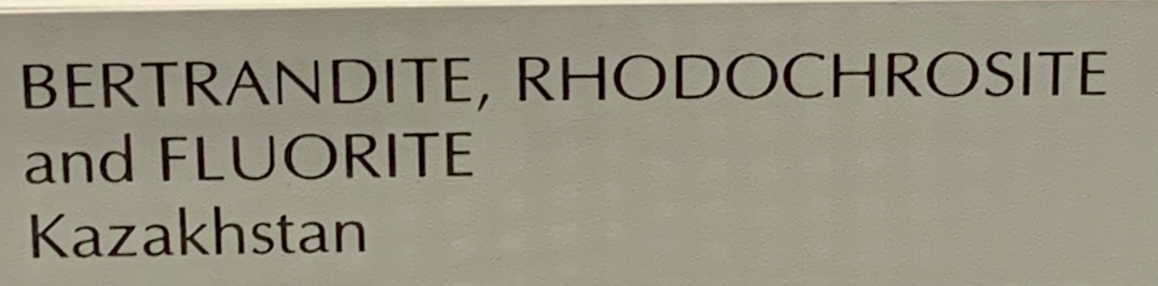 BERTRANDITE, RHODOCHROSITE
and FLUORITE
Kazakhstan